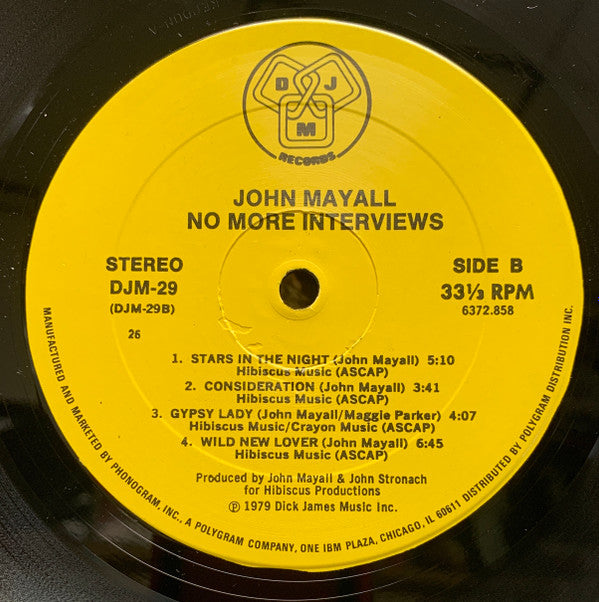 D J
M
RECORDS
JOHN MAYALL
NO MORE INTERVIEWS
STEREO
DJM-29
(DJM-29B)
26
SIDE B
33⅓ RPM
6372.858
1. STARS IN THE NIGHT (John Mayall) 5:10
Hibiscus Music (ASCAP)
2. CONSIDERATION (John Mayall) 3:41
Hibiscus Music (ASCAP)
3. GYPSY LADY (John Mayall/Maggie Parker) 4:07
Hibiscus Music/Crayon Music (ASCAP)
4. WILD NEW LOVER (John Mayall) 6:45
Hibiscus Music (ASCAP)
Produced by John Mayall & John Stronach
for Hibiscus Productions
℗ 1979 Dick James Music Inc.
MANUFACTURED AND MARKETED BY PHONOGRAM, INC., A POLYGRAM COMPANY, ONE IBM PLAZA, CHICAGO, IL 60611 DISTRIBUTED BY POLYGRAM DISTRIBUTION INC.